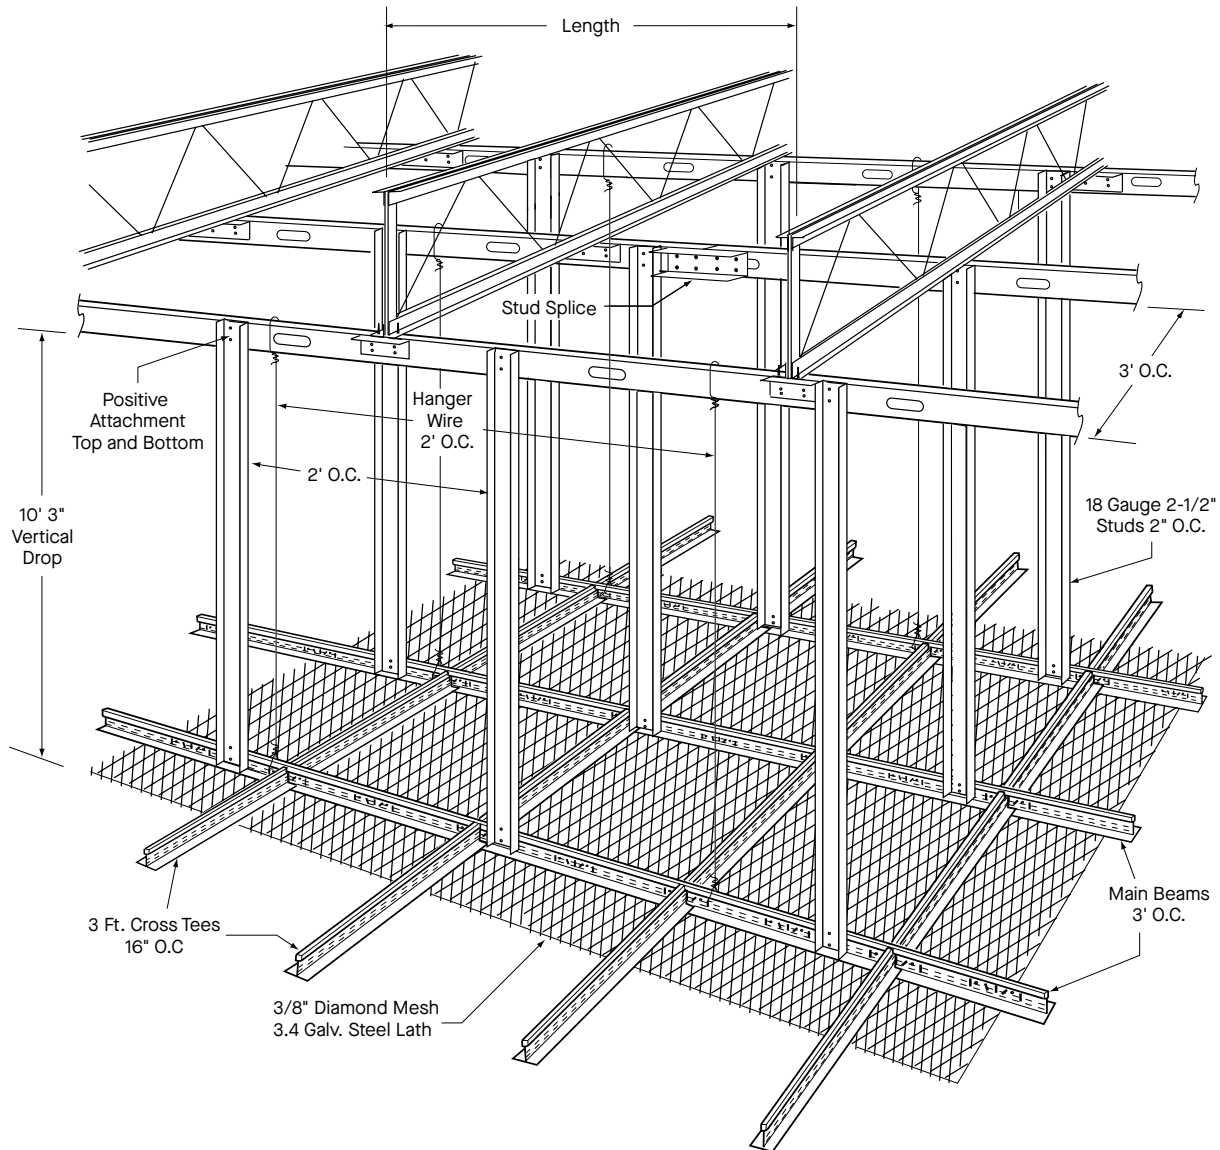 Length
Stud Splice
3' O.C.
Positive
Attachment
Top and Bottom
Hanger
Wire
2' O.C.
2' O.C.
10' 3"
Vertical
Drop
18 Gauge 2-1/2"
Studs 2" O.C.
3 Ft. Cross Tees
16" O.C
Main Beams
3' O.C.
3/8" Diamond Mesh
3.4 Galv. Steel Lath